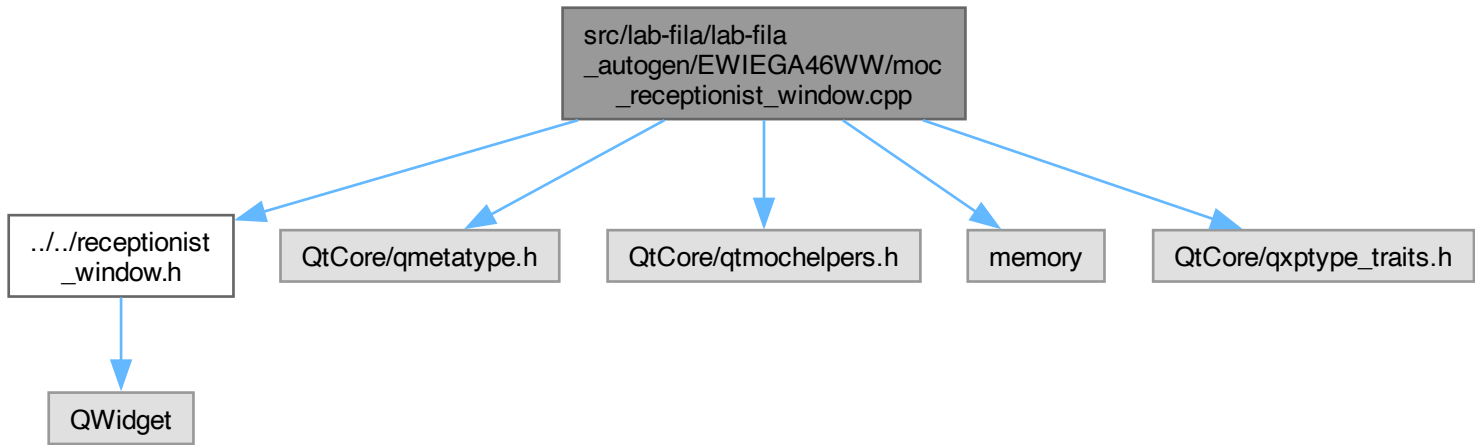 src/lab-fila/lab-fila
_autogen/EWIEGA46WW/moc
_receptionist_window.cpp
../../receptionist
_window.h
QtCore/qmetatype.h
QtCore/qtmochelpers.h
memory
QtCore/qxptype_traits.h
QWidget